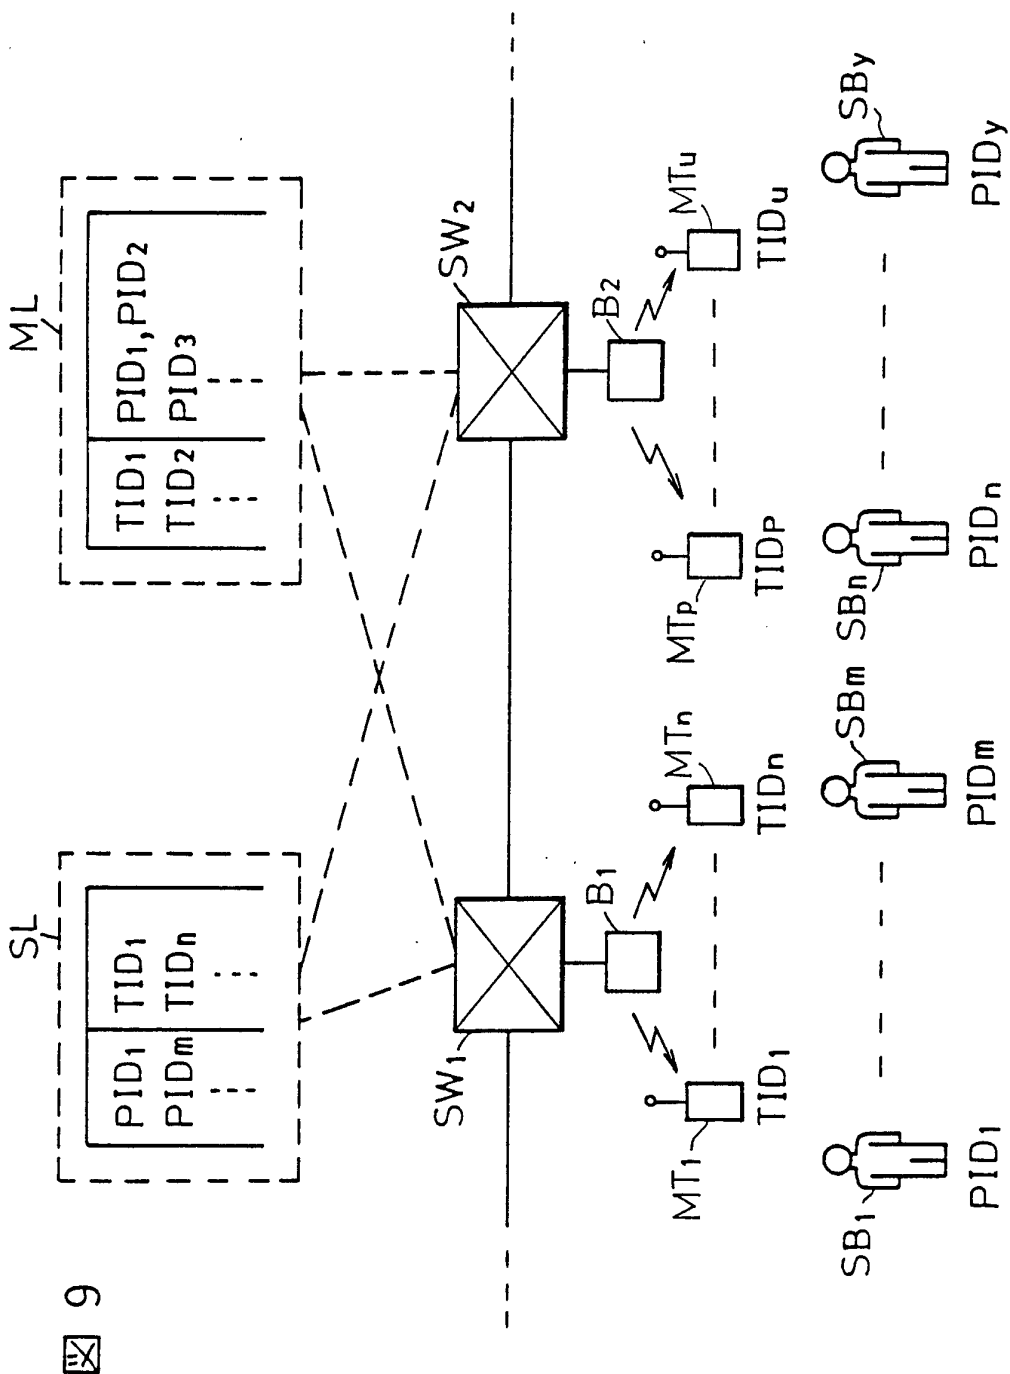 図 9
SL
PID₁ TID₁
PIDm TIDn
ML
TID₁ PID₁,PID₂
TID₂ PID₃
SW₁
SW₂
B₁
B₂
MT₁
MTn
MTp
MTu
TID₁
TIDn
TIDP
TIDu
SB₁
SBm
SBn
SBy
PID₁
PIDm
PIDn
PIDy